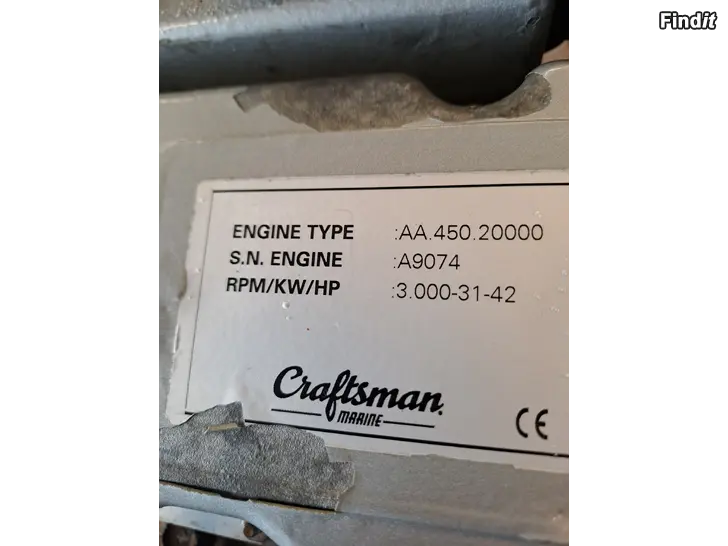 Findit
ENGINE TYPE :AA.450.20000
S.N. ENGINE :A9074
RPM/KW/HP :3.000-31-42
Craftsman
MARINE
CE